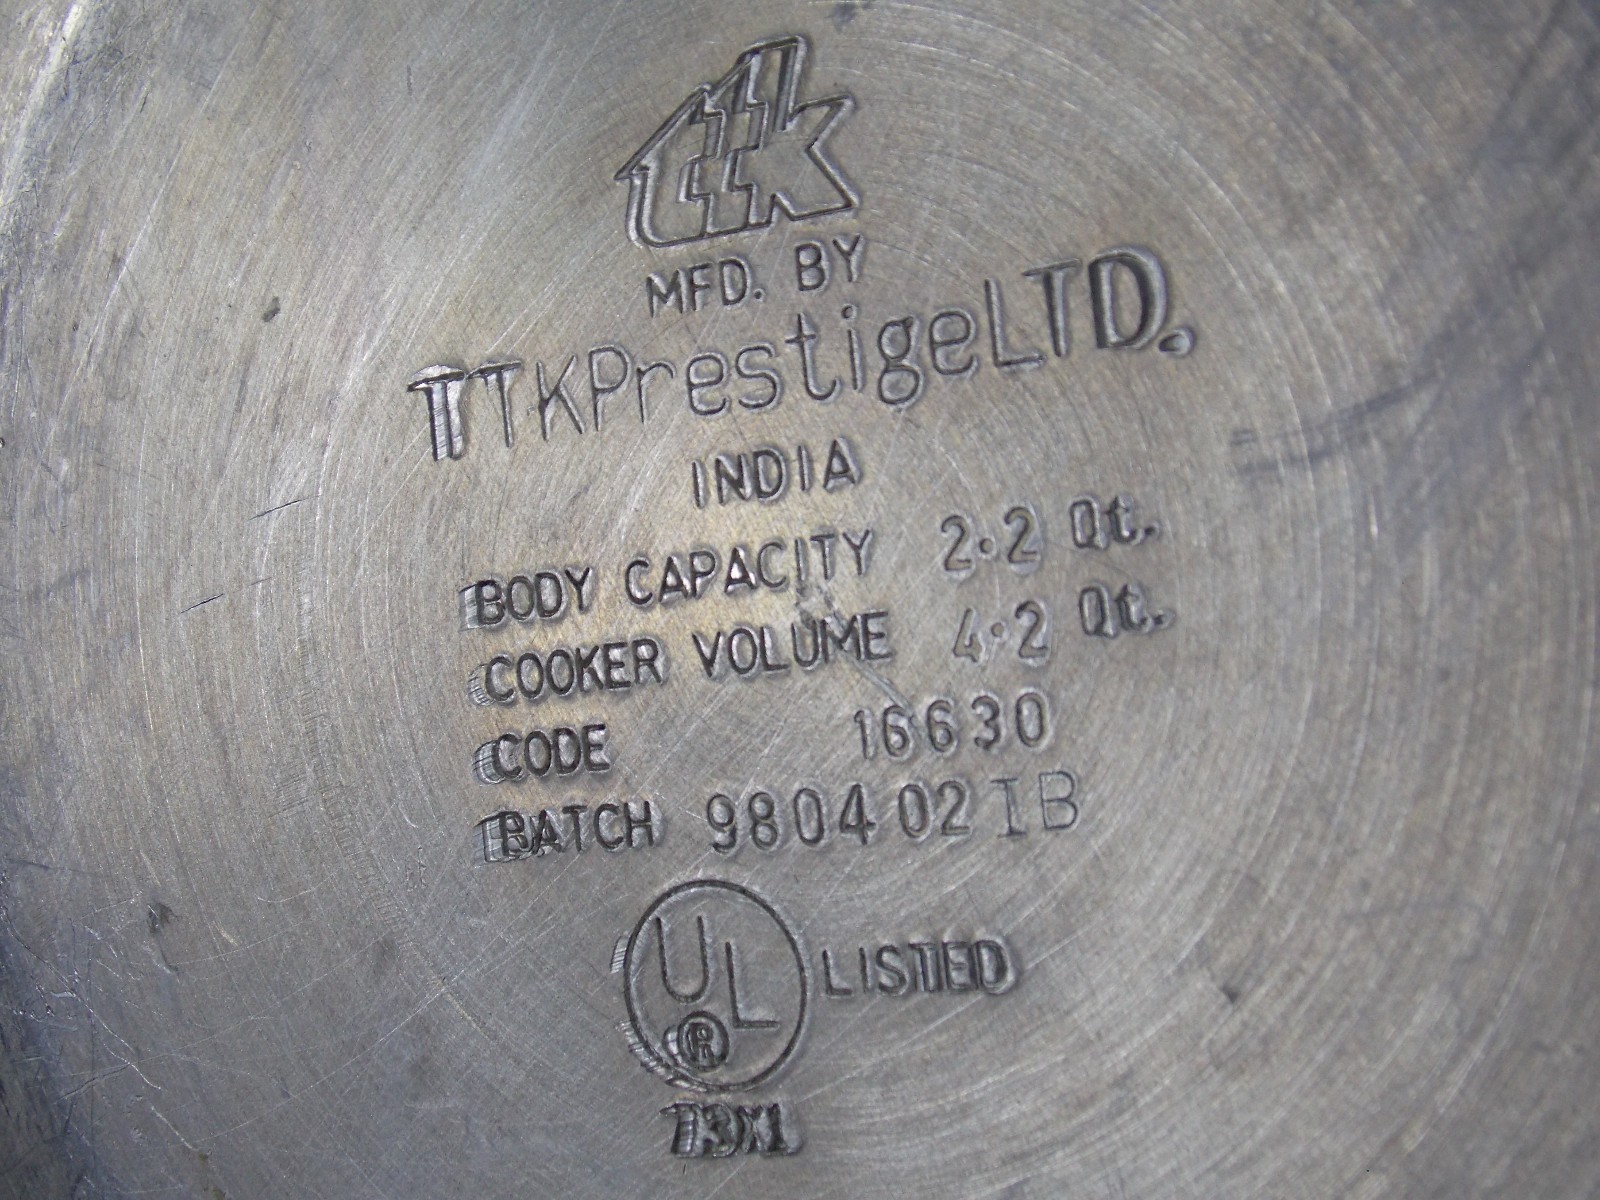 ttk
MFD. BY
TTKPrestigeLTD.
INDIA
BODY CAPACITY 2.2 Qt.
COOKER VOLUME 4.2 Qt.
CODE 16630
BATCH 980402IB
UL LISTED
®
73X1